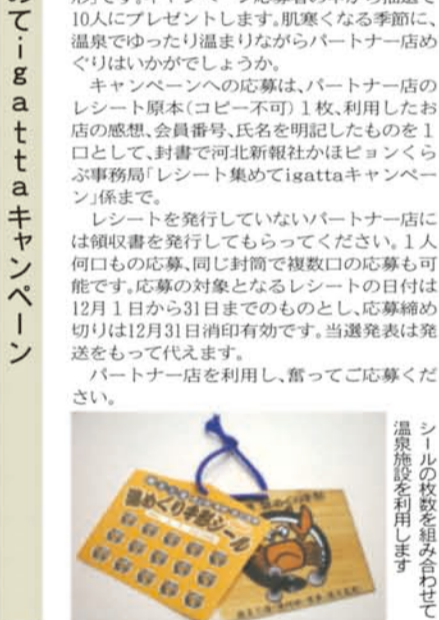 ル」です。キャンペーン応募者の中から抽選で
10人にプレゼントします。肌寒くなる季節に、
温泉でゆったり温まりながらパートナー店め
ぐりはいかがでしょうか。
キャンペーンへの応募は、パートナー店の
レシート原本(コピー不可)1枚、利用したお
店の感想、会員番号、氏名を明記したものを1
口として、封書で河北新報社かほピョンくら
ぶ事務局「レシート集めてigattaキャンペー
ン」係まで。
レシートを発行していないパートナー店に
は領収書を発行してもらってください。1人
何口もの応募、同じ封筒で複数口の応募も可
能です。応募の対象となるレシートの日付は
12月1日から31日までのものとし、応募締め
切りは12月31日消印有効です。当選発表は発
送をもって代えます。
パートナー店を利用し、奮ってご応募くだ
さい。
めてigattaキャンペーン
シールの枚数を組み合わせて
温泉施設を利用します
湯めぐり手形シール